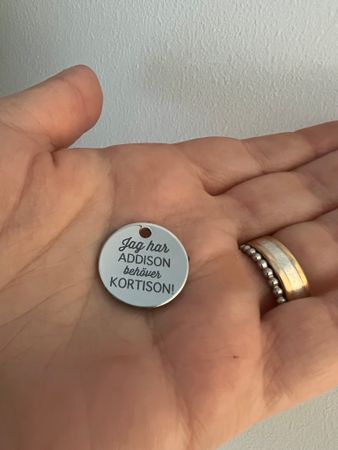 Jag har
ADDISON
behöver
KORTISON!